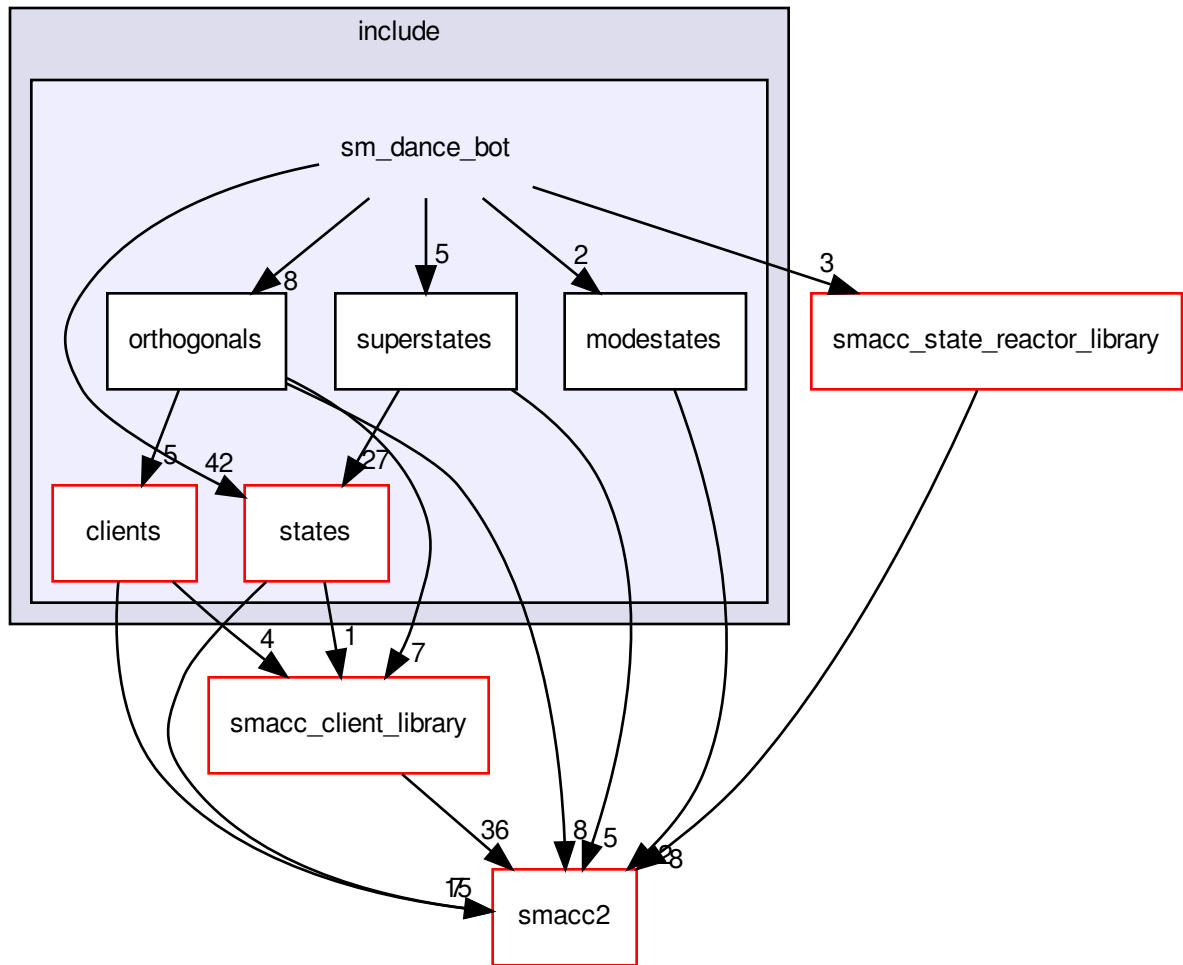 include
sm_dance_bot
5
2
3
8
orthogonals
superstates
modestates
smacc_state_reactor_library
5
42
27
clients
states
4
1
7
smacc_client_library
36
8
5
8
smacc2